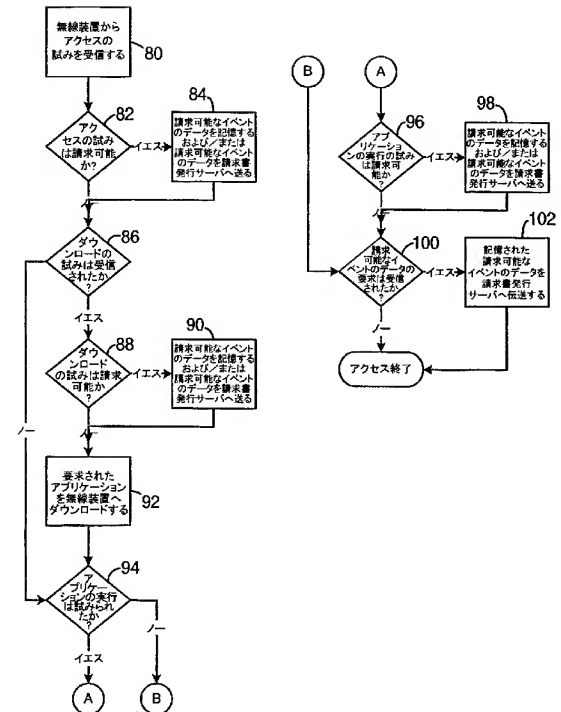 無線装置から
アクセスの
試みを受信する
80
82
アク
セスの試み
は請求可能
か?
イエス
ノー
84
請求可能なイベント
のデータを記憶する
および/または
請求可能なイベント
のデータを請求書
発行サーバへ送る
86
ダウ
ンロードの
試みは受信
されたか
?
ノー
イエス
88
ダウ
ンロード
の試みは請求
可能か
?
イエス
ノー
90
請求可能なイベント
のデータを記憶する
および/または
請求可能なイベント
のデータを請求書
発行サーバへ送る
要求された
アプリケーション
を無線装置へ
ダウンロードする
92
94
ア
プリケー
ションの実行
は試みられ
たか
?
イエス
ノー
A
B
B
A
96
アプ
リケーショ
ンの実行の試み
は請求可
能か
?
イエス
ノー
98
請求可能なイベント
のデータを記憶する
および/または
請求可能なイベント
のデータを請求書
発行サーバへ送る
100
請求
可能なイ
ベントのデータの
要求は受信
されたか
?
イエス
ノー
102
記憶された
請求可能な
イベントのデータを
請求書発行
サーバへ伝送する
アクセス終了